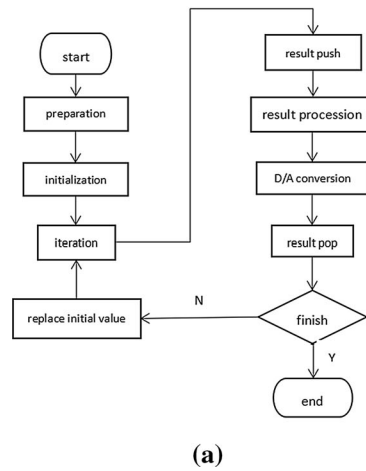 start
preparation
initialization
iteration
replace initial value
result push
result procession
D/A conversion
result pop
finish
N
Y
end
(a)